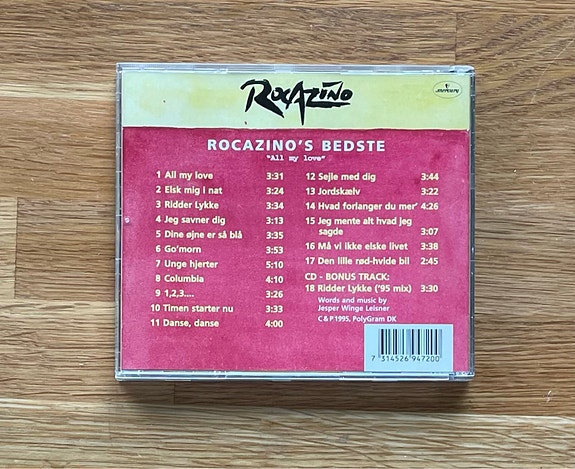 ROCAZINO
mercury
ROCAZINO'S BEDSTE
"All my love"
1 All my love 3:31
2 Elsk mig i nat 3:24
3 Ridder Lykke 3:34
4 Jeg savner dig 3:13
5 Dine øjne er så blå 3:35
6 Go'morn 3:53
7 Unge hjerter 5:10
8 Columbia 4:10
9 1,2,3.... 3:26
10 Timen starter nu 3:33
11 Danse, danse 4:00
12 Sejle med dig 3:44
13 Jordskælv 3:22
14 Hvad forlanger du mer' 4:26
15 Jeg mente alt hvad jeg
sagde 3:07
16 Må vi ikke elske livet 3:38
17 Den lille rød-hvide bil 2:45
CD - BONUS TRACK:
18 Ridder Lykke ('95 mix) 3:30
Words and music by
Jesper Winge Leisner
C & P 1995, PolyGram DK
7 314526 947200